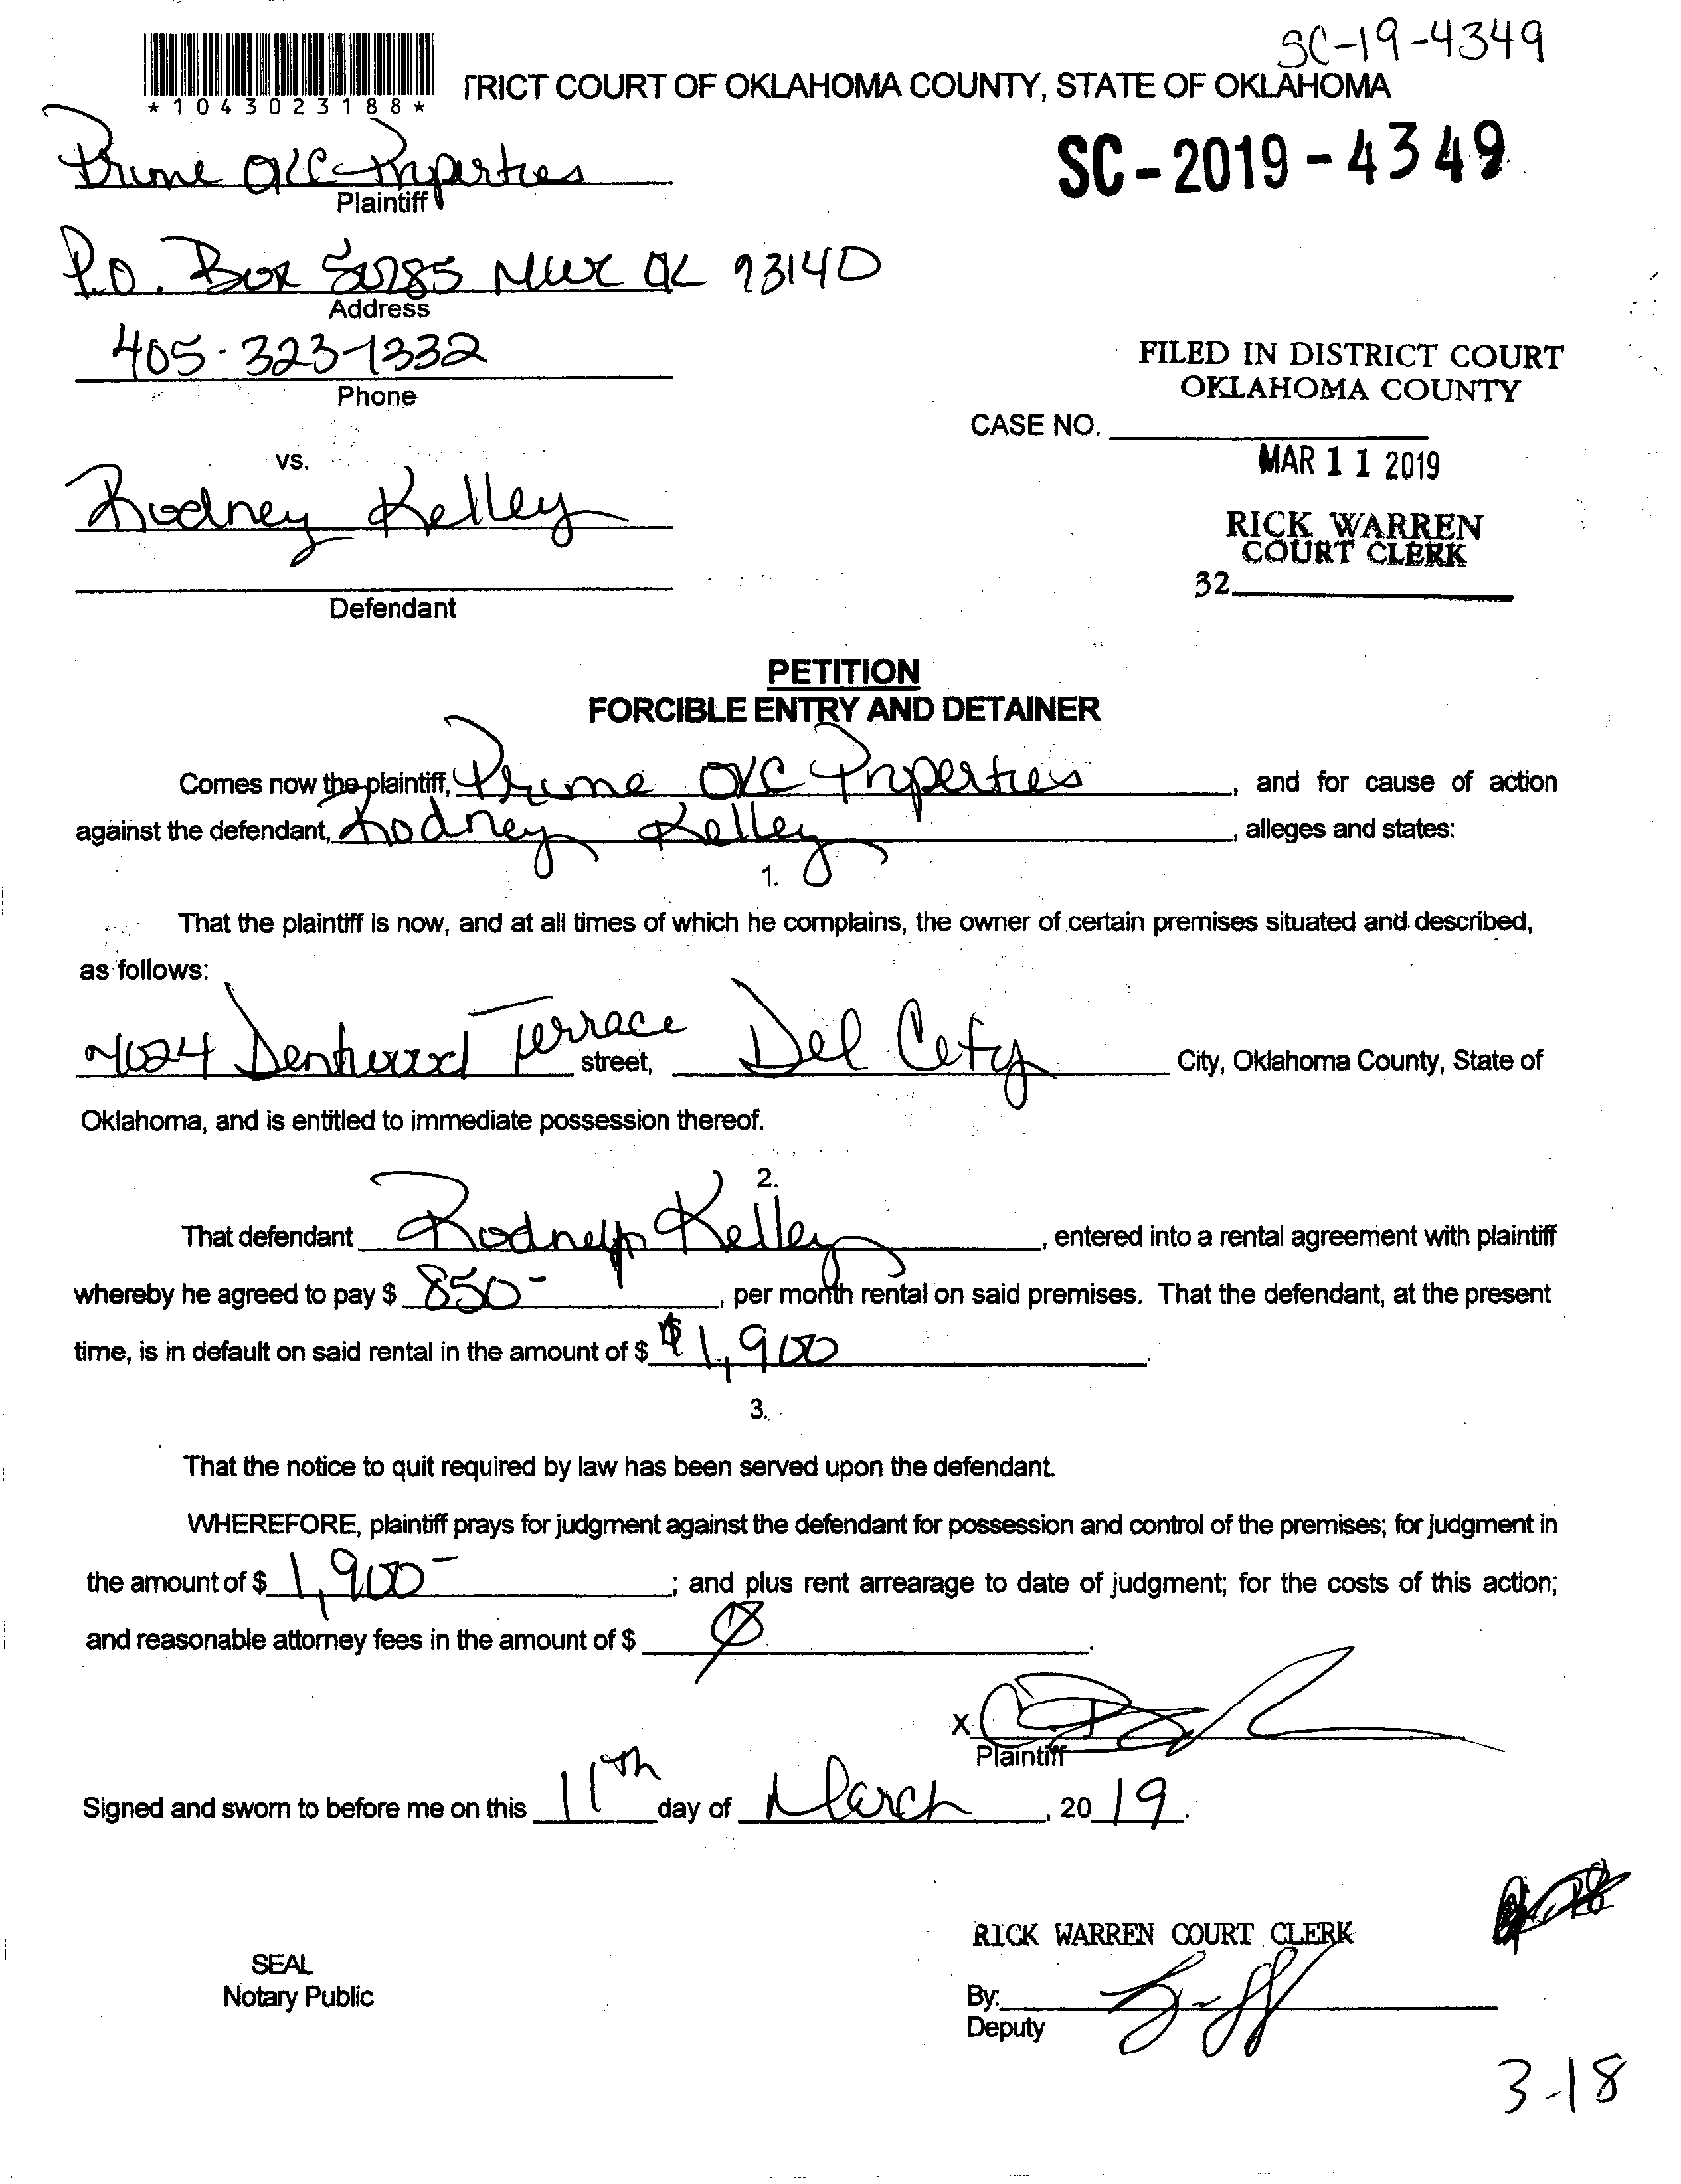 SC-19-4349
*1043023188*
TRICT COURT OF OKLAHOMA COUNTY, STATE OF OKLAHOMA
Prime OKC Properties
Plaintiff
SC-2019-4349
P.O. Box MWC OK 73140
Address
405-323-1332
Phone
FILED IN DISTRICT COURT
OKLAHOMA COUNTY
CASE NO.
MAR 11 2019
vs.
Rodney Kelley
RICK WARREN
COURT CLERK
32
Defendant
PETITION
FORCIBLE ENTRY AND DETAINER
Comes now the plaintiff, Prime OKC Properties, and for cause of action
against the defendant, Rodney Kelley, alleges and states:
1.
That the plaintiff is now, and at all times of which he complains, the owner of certain premises situated and described,
as follows:
Terrace street, Del City City, Oklahoma County, State of
Oklahoma, and is entitled to immediate possession thereof.
2.
That defendant Rodney Kelley, entered into a rental agreement with plaintiff
whereby he agreed to pay $ 850-, per month rental on said premises. That the defendant, at the present
time, is in default on said rental in the amount of $ $1,900.
3.
That the notice to quit required by law has been served upon the defendant.
WHEREFORE, plaintiff prays for judgment against the defendant for possession and control of the premises; for judgment in
the amount of $ 1,900-; and plus rent arrearage to date of judgment; for the costs of this action;
and reasonable attorney fees in the amount of $
X
Plaintiff
Signed and sworn to before me on this 11th day of March, 20 19.
RICK WARREN COURT CLERK
SEAL
Notary Public
By:
Deputy
3-18